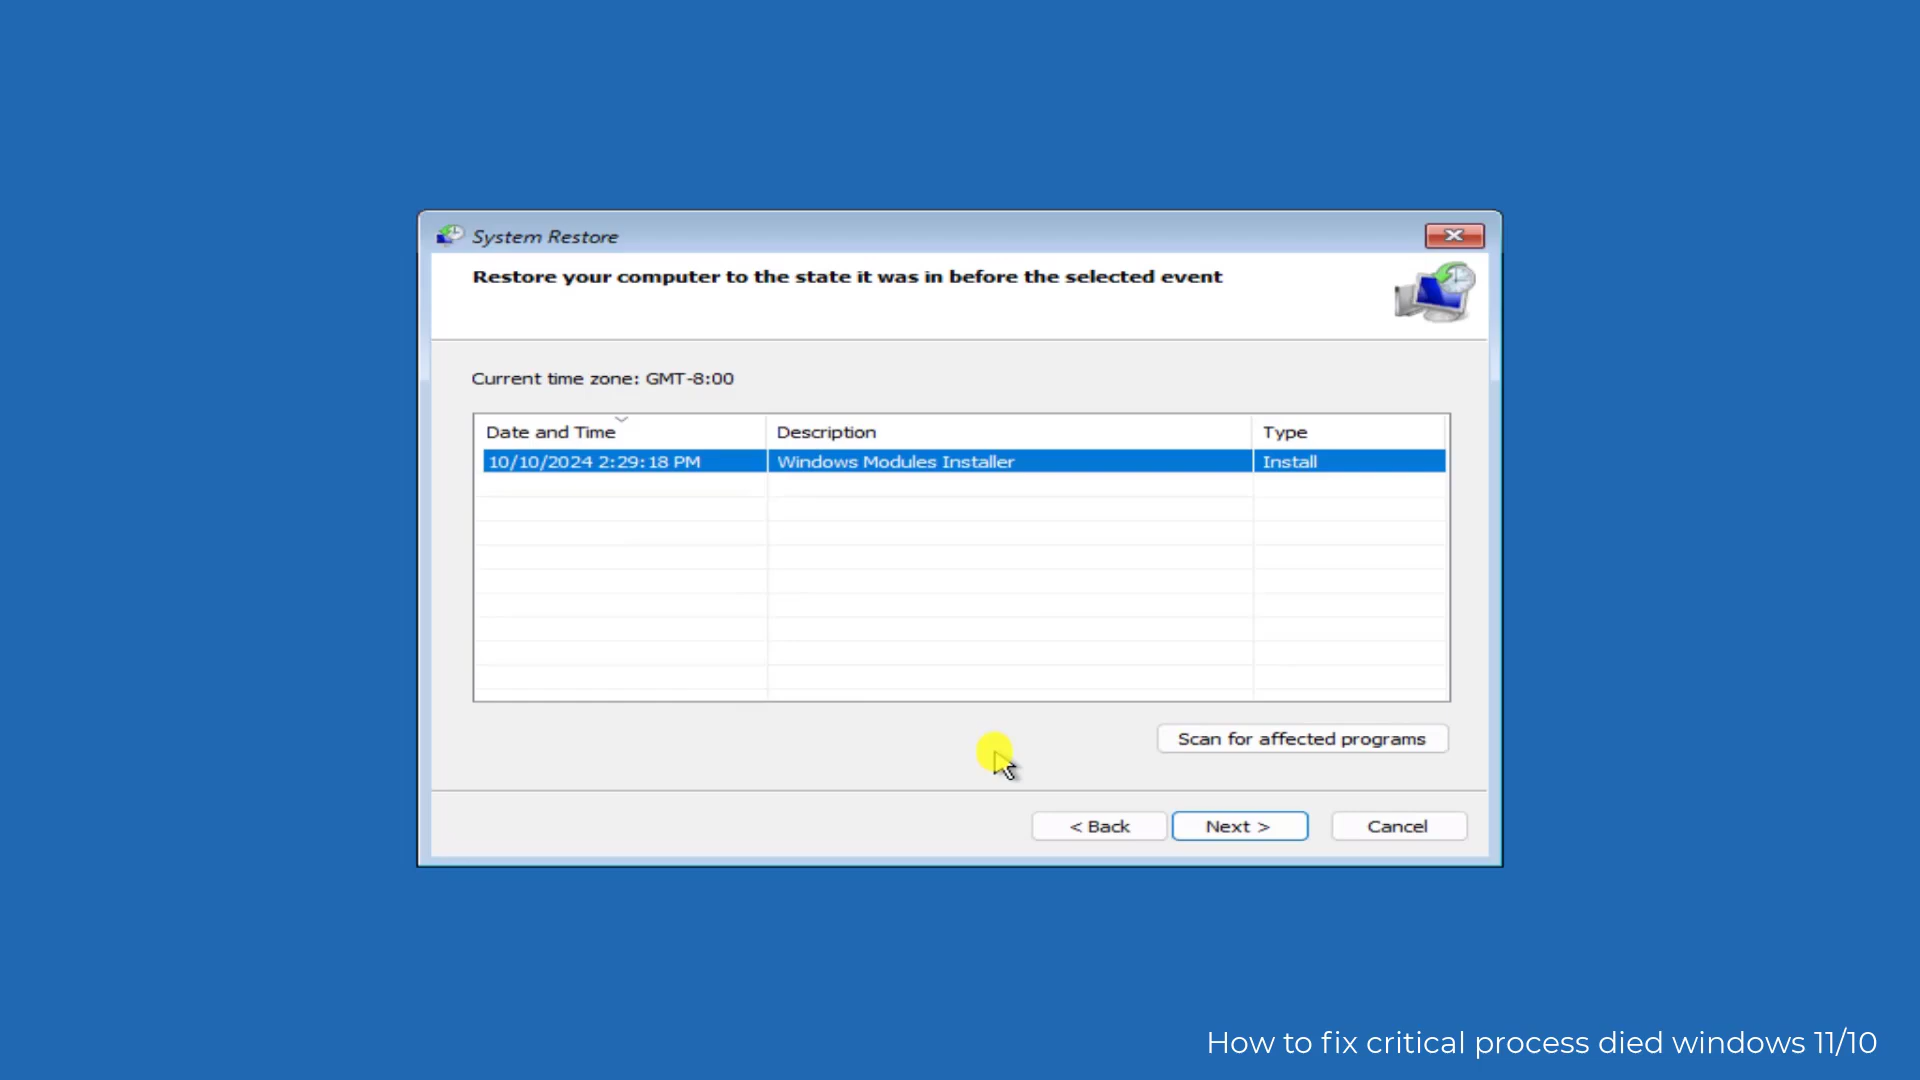 System Restore
Restore your computer to the state it was in before the selected event
Current time zone: GMT-8:00
Date and Time Description Type
10/10/2024 2:29:18 PM Windows Modules Installer Install
Scan for affected programs
< Back Next > Cancel
How to fix critical process died windows 11/10